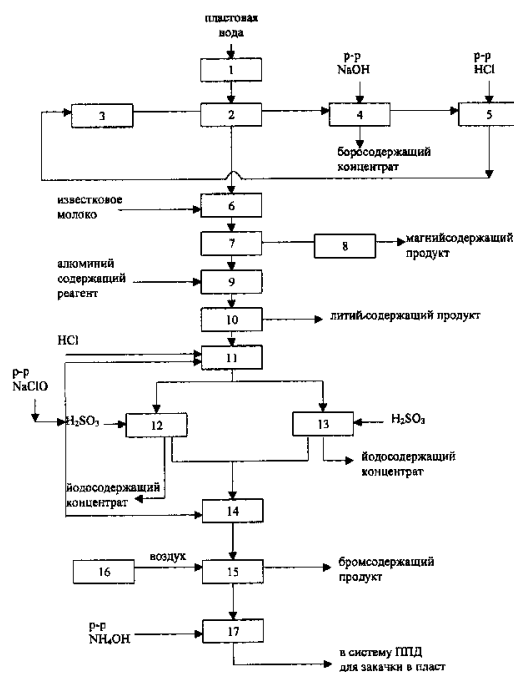 пластовая
вода
1
р-р
NaOH
р-р
HCl
3
2
4
5
боросодержащий
концентрат
известковое
молоко
6
7
8
магнийсодержащий
продукт
алюминий
содержащий
реагент
9
10
литий-содержащий продукт
HCl
11
р-р
NaClO
H₂SO₃
12
13
H₂SO₃
йодосодержащий
концентрат
йодосодержащий
концентрат
14
воздух
16
15
бромсодержащий
продукт
р-р
NH₄OH
17
в систему ППД
для закачки в пласт